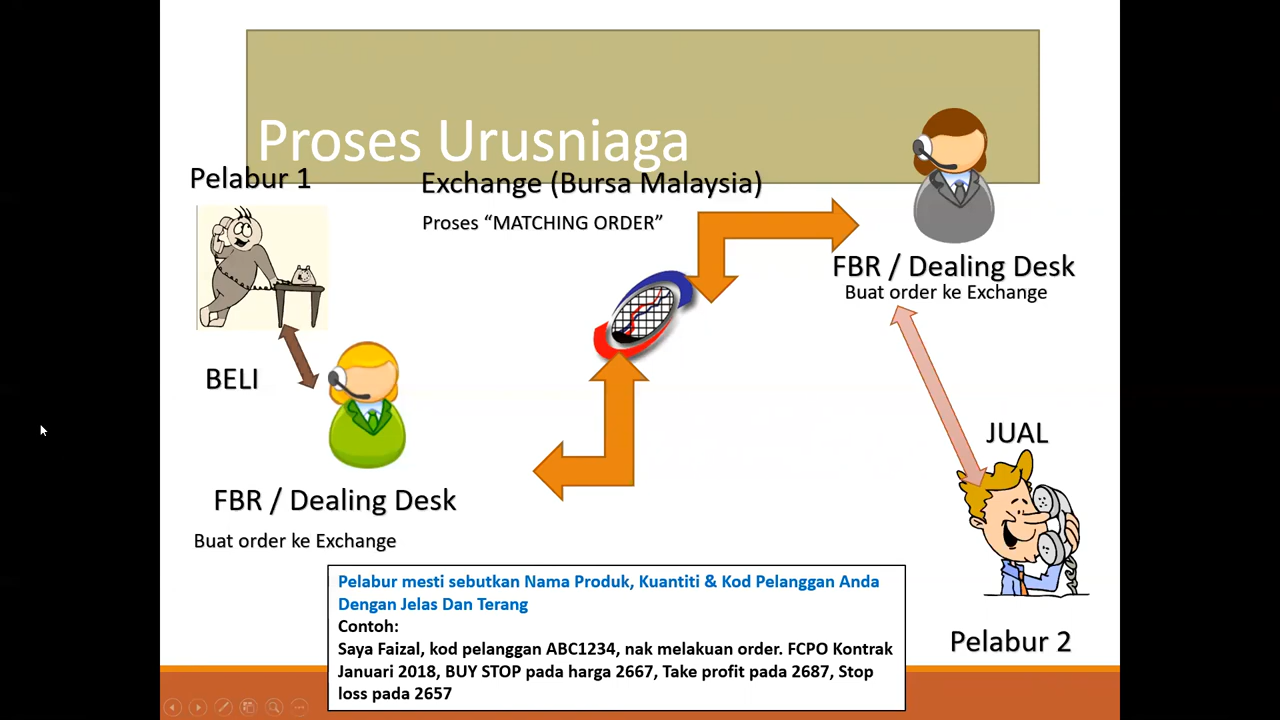 Proses Urusniaga
Pelabur 1
Exchange (Bursa Malaysia)
Proses “MATCHING ORDER”
FBR / Dealing Desk
Buat order ke Exchange
BELI
JUAL
FBR / Dealing Desk
Buat order ke Exchange
Pelabur mesti sebutkan Nama Produk, Kuantiti & Kod Pelanggan Anda
Dengan Jelas Dan Terang
Contoh:
Saya Faizal, kod pelanggan ABC1234, nak melakuan order. FCPO Kontrak
Januari 2018, BUY STOP pada harga 2667, Take profit pada 2687, Stop
loss pada 2657
Pelabur 2